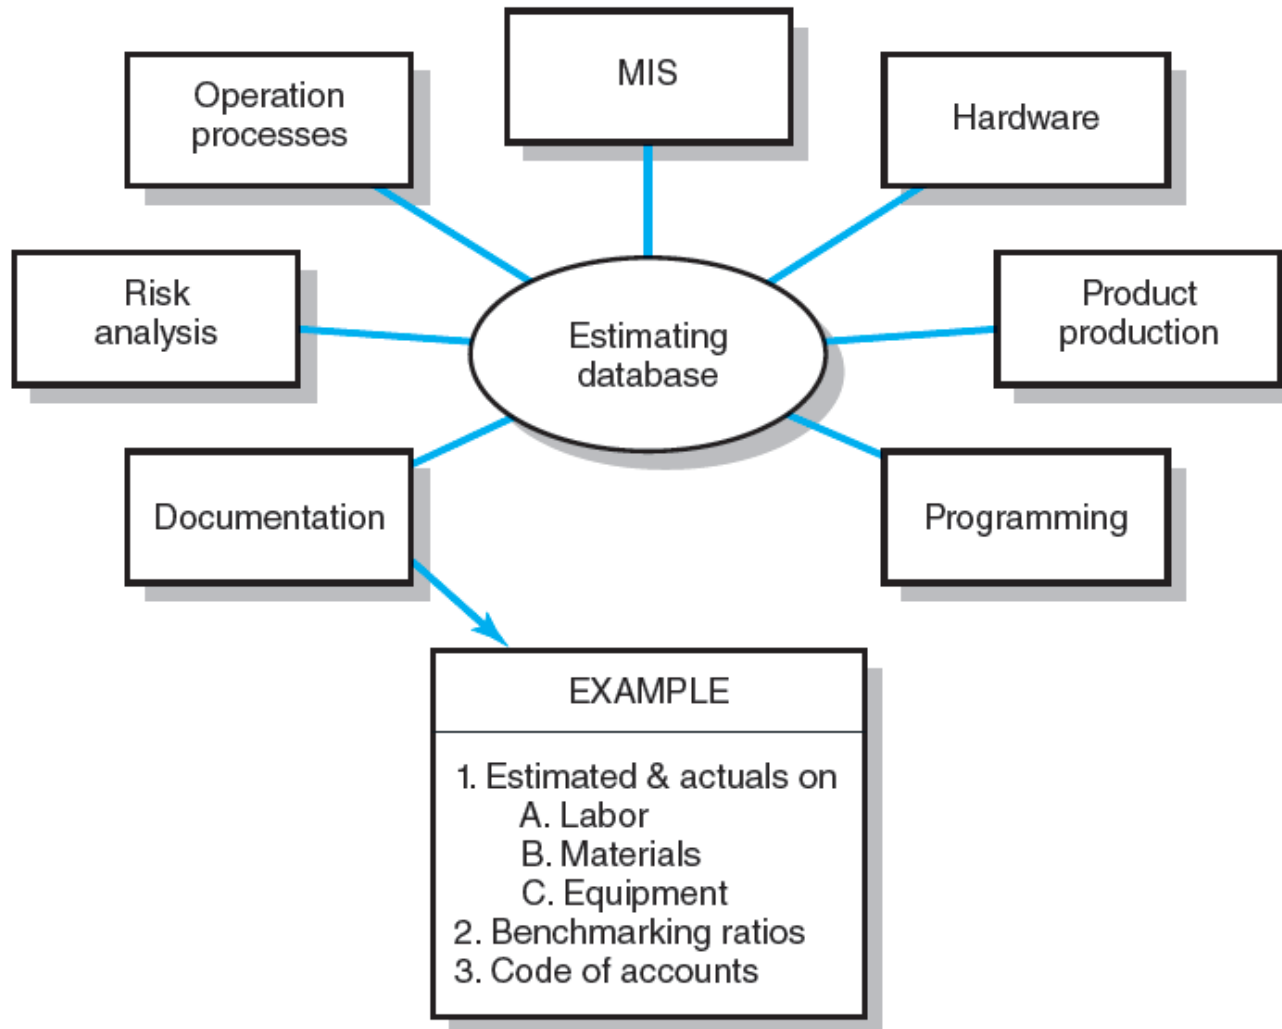 MIS
Operation
processes
Hardware
Risk
analysis
Estimating
database
Product
production
Documentation
Programming
EXAMPLE
1. Estimated & actuals on
A. Labor
B. Materials
C. Equipment
2. Benchmarking ratios
3. Code of accounts